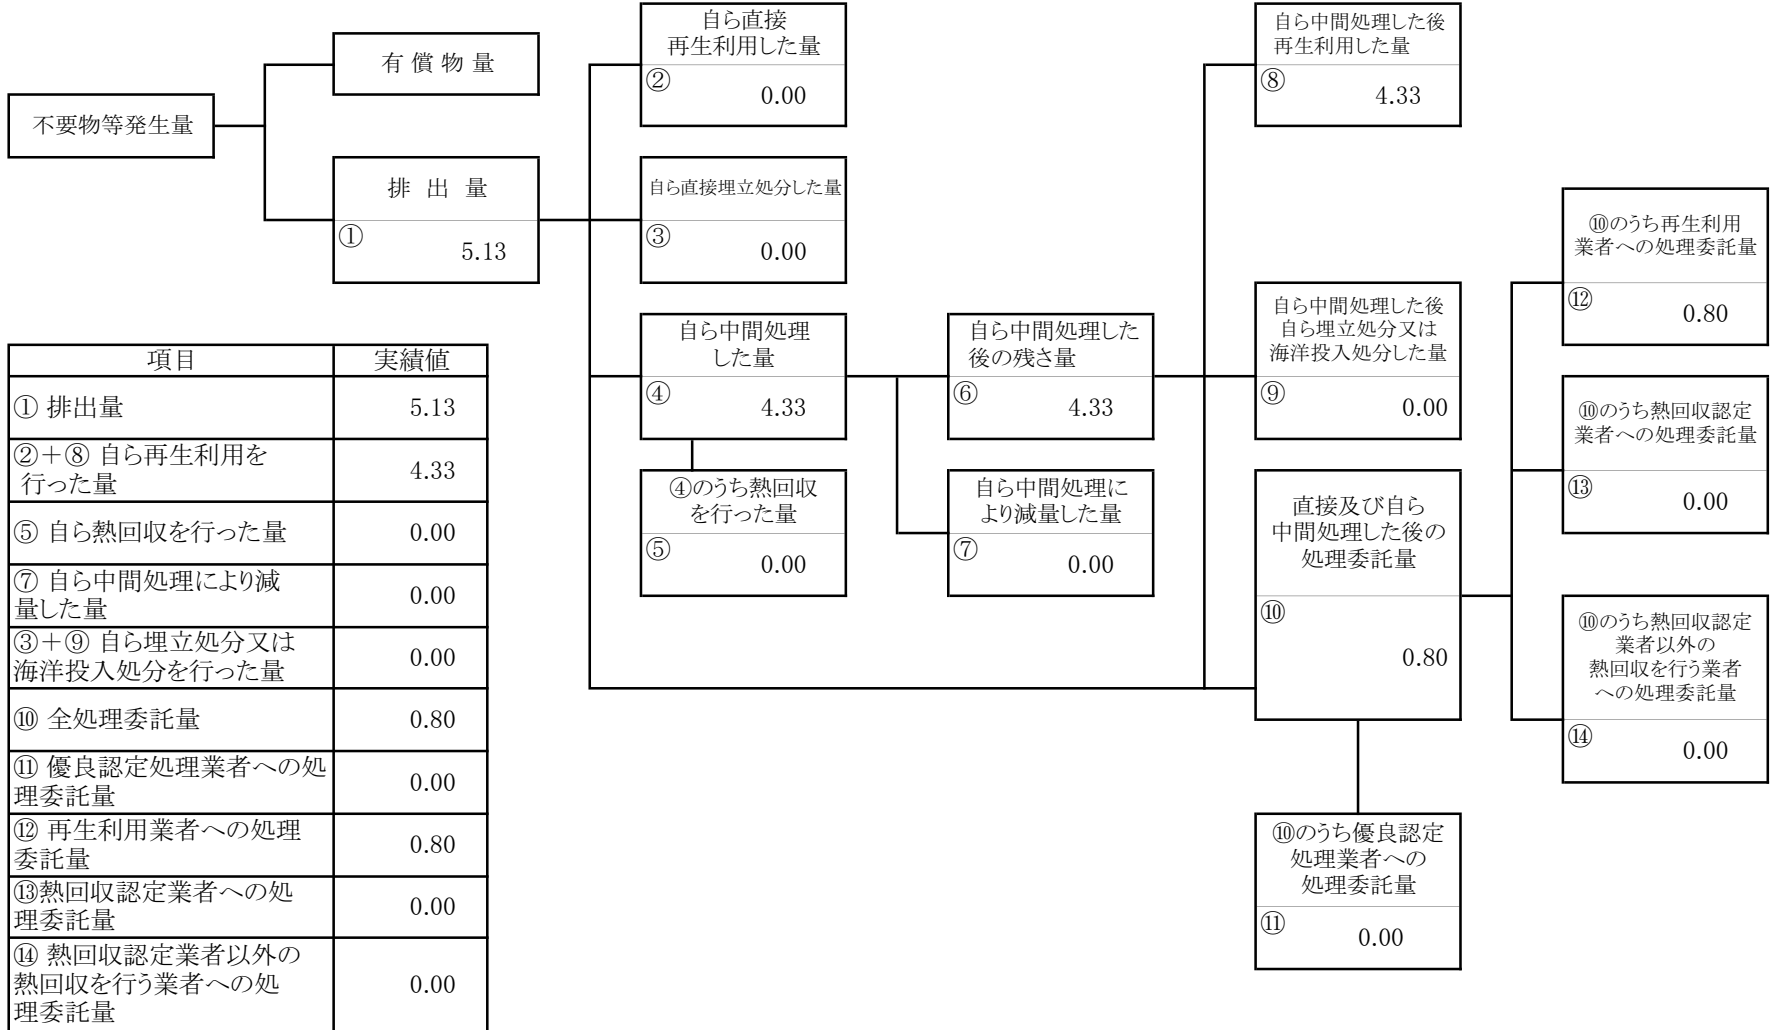 自ら直接
再生利用した量
②
0.00
自ら中間処理した後
再生利用した量
⑧
4.33
有 償 物 量
不要物等発生量
排 出 量
①
5.13
自ら直接埋立処分した量
③
0.00
⑩のうち再生利用
業者への処理委託量
⑫
0.80
自ら中間処理
した量
④
4.33
自ら中間処理した
後の残さ量
⑥
4.33
自ら中間処理した後
自ら埋立処分又は
海洋投入処分した量
⑨
0.00
⑩のうち熱回収認定
業者への処理委託量
⑬
0.00
④のうち熱回収
を行った量
⑤
0.00
自ら中間処理に
より減量した量
⑦
0.00
直接及び自ら
中間処理した後の
処理委託量
⑩
0.80
⑩のうち熱回収認定
業者以外の
熱回収を行う業者
への処理委託量
⑭
0.00
⑩のうち優良認定
処理業者への
処理委託量
⑪
0.00
項目 実績値
① 排出量 5.13
②+⑧ 自ら再生利用を
行った量 4.33
⑤ 自ら熱回収を行った量 0.00
⑦ 自ら中間処理により減
量した量 0.00
③+⑨ 自ら埋立処分又は
海洋投入処分を行った量 0.00
⑩ 全処理委託量 0.80
⑪ 優良認定処理業者への処
理委託量 0.00
⑫ 再生利用業者への処理
委託量 0.80
⑬熱回収認定業者への処
理委託量 0.00
⑭ 熱回収認定業者以外の
熱回収を行う業者への処
理委託量 0.00